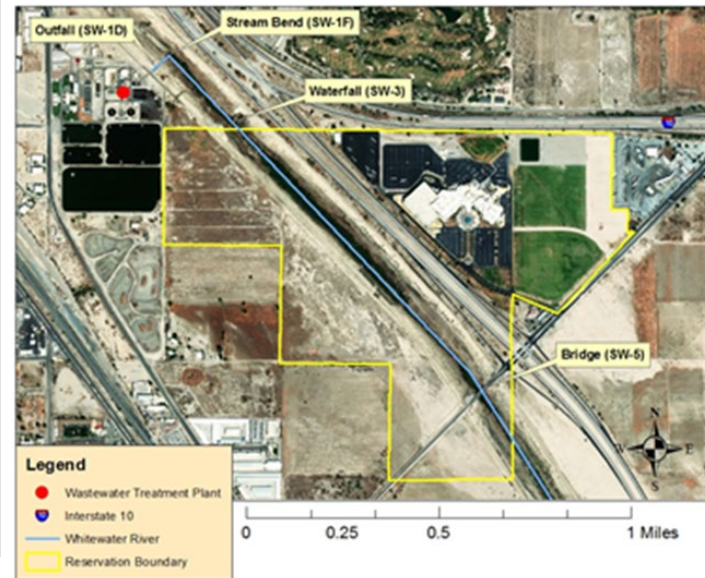 Outfall (SW-1D)
Stream Bend (SW-1F)
Waterfall (SW-3)
10
Bridge (SW-5)
N
W E
S
Legend
Wastewater Treatment Plant
Interstate 10
Whitewater River
Reservation Boundary
0 0.25 0.5 1 Miles